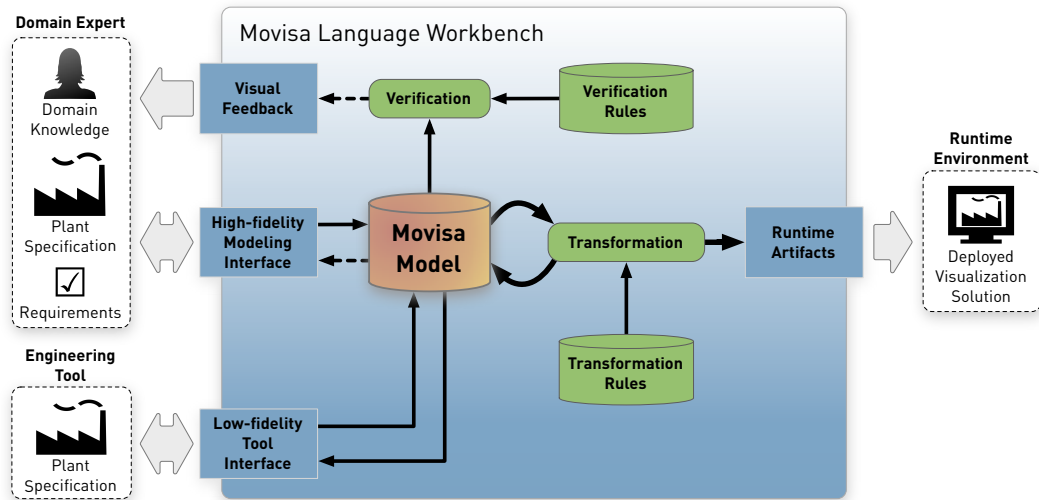 Domain Expert
Domain
Knowledge
Plant
Specification
Requirements
Engineering
Tool
Plant
Specification
Movisa Language Workbench
Visual
Feedback
Verification
Verification
Rules
High-fidelity
Modeling
Interface
Movisa
Model
Transformation
Runtime
Artifacts
Transformation
Rules
Low-fidelity
Tool
Interface
Runtime
Environment
Deployed
Visualization
Solution